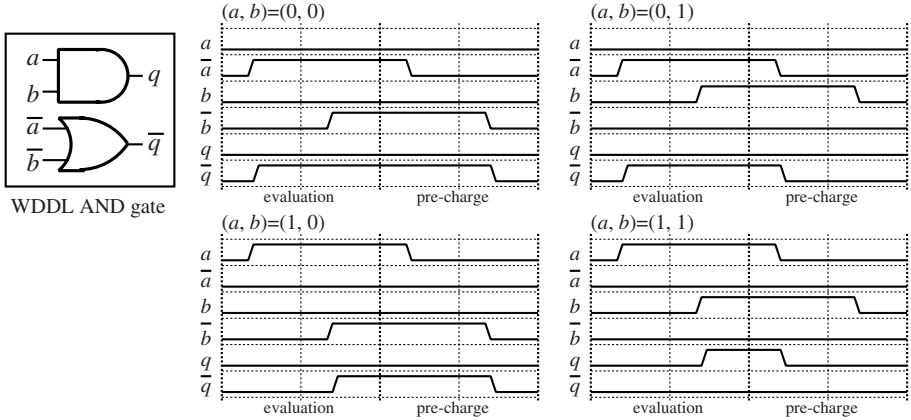 a
b
q
a̅
b̅
q̅
WDDL AND gate
(a, b)=(0, 0)
a
a̅
b
b̅
q
q̅
evaluation pre-charge
(a, b)=(0, 1)
a
a̅
b
b̅
q
q̅
evaluation pre-charge
(a, b)=(1, 0)
a
a̅
b
b̅
q
q̅
evaluation pre-charge
(a, b)=(1, 1)
a
a̅
b
b̅
q
q̅
evaluation pre-charge